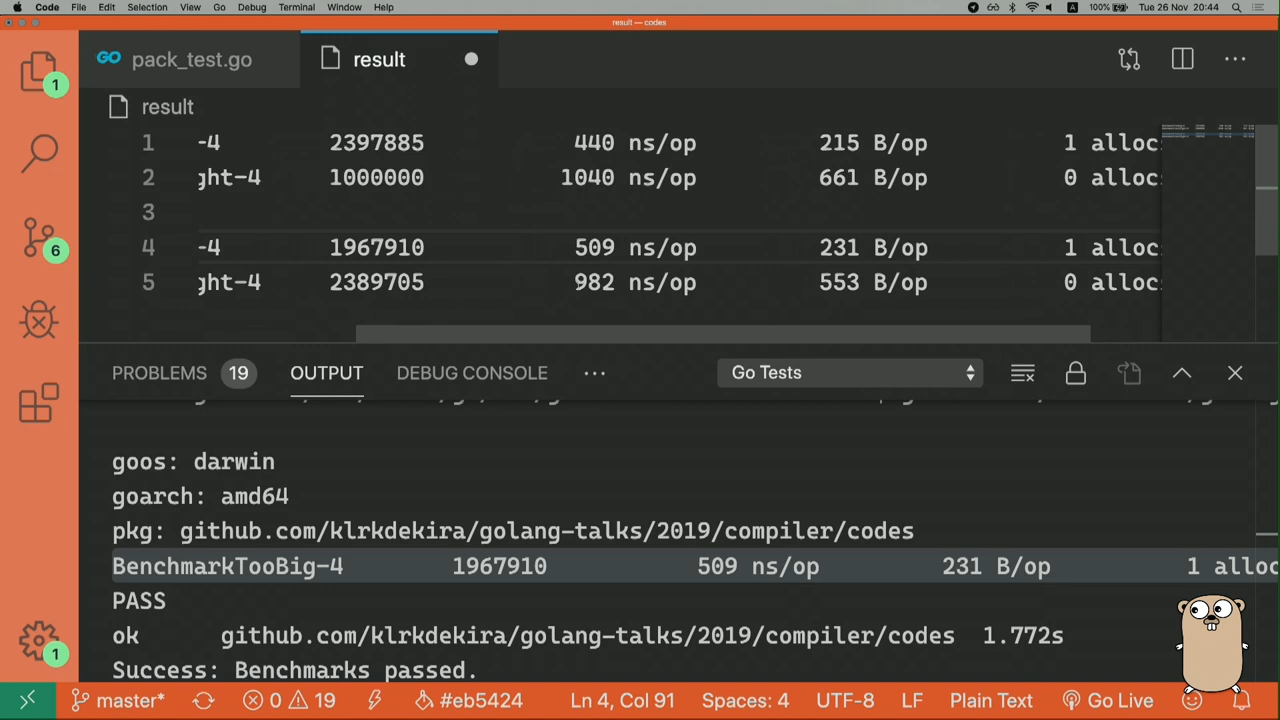 Code File Edit Selection View Go Debug Terminal Window Help 100% Tue 26 Nov 20:44
result — codes
GO pack_test.go result
result
1 -4 2397885 440 ns/op 215 B/op 1 alloc
2 ght-4 1000000 1040 ns/op 661 B/op 0 alloc
3
4 -4 1967910 509 ns/op 231 B/op 1 alloc
5 ght-4 2389705 982 ns/op 553 B/op 0 alloc
PROBLEMS 19 OUTPUT DEBUG CONSOLE ··· Go Tests
goos: darwin
goarch: amd64
pkg: github.com/klrkdekira/golang-talks/2019/compiler/codes
BenchmarkTooBig-4 1967910 509 ns/op 231 B/op 1 alloc
PASS
ok github.com/klrkdekira/golang-talks/2019/compiler/codes 1.772s
Success: Benchmarks passed.
master* 0 19 #eb5424 Ln 4, Col 91 Spaces: 4 UTF-8 LF Plain Text Go Live
1
6
1